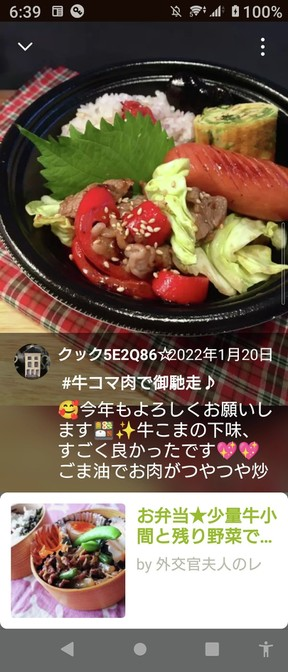 6:39
100%
クック5E2Q86☆2022年1月20日
#牛コマ肉で御馳走♪
🥰今年もよろしくお願いし
ます🍱✨牛こまの下味、
すごく良かったです💖💖
ごま油でお肉がつやつや炒
お弁当★少量牛小
間と残り野菜で...
by 外交官夫人のレ